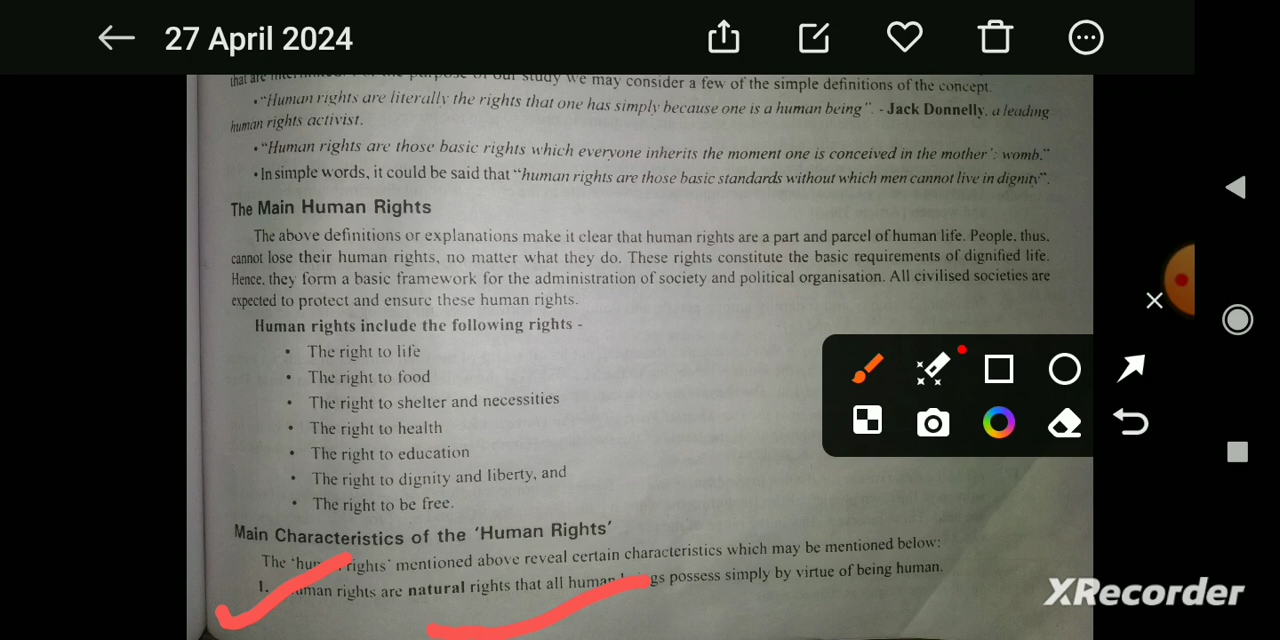 27 April 2024
that are purpose of our study we may consider a few of the simple definitions of the concept.
• "Human rights are literally the rights that one has simply because one is a human being". - Jack Donnelly, a leading
human rights activist.
• "Human rights are those basic rights which everyone inherits the moment one is conceived in the mother's womb."
• In simple words, it could be said that "human rights are those basic standards without which men cannot live in dignity".
The Main Human Rights
The above definitions or explanations make it clear that human rights are a part and parcel of human life. People, thus,
cannot lose their human rights, no matter what they do. These rights constitute the basic requirements of dignified life.
Hence, they form a basic framework for the administration of society and political organisation. All civilised societies are
expected to protect and ensure these human rights.
Human rights include the following rights -
• The right to life
• The right to food
• The right to shelter and necessities
• The right to health
• The right to education
• The right to dignity and liberty, and
• The right to be free.
Main Characteristics of the 'Human Rights'
The 'human rights' mentioned above reveal certain characteristics which may be mentioned below:
1. Human rights are natural rights that all human beings possess simply by virtue of being human.
XRecorder